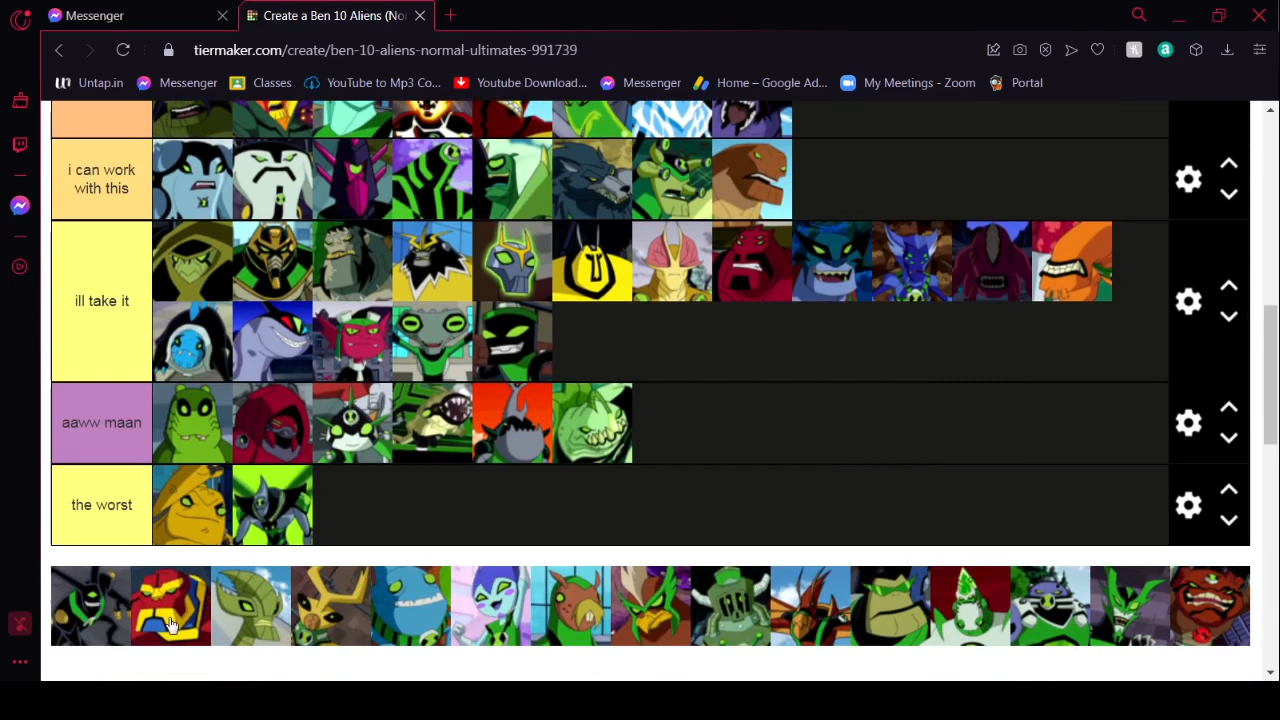 Messenger
Create a Ben 10 Aliens (No
tiermaker.com/create/ben-10-aliens-normal-ultimates-991739
Untap.in
Messenger
Classes
YouTube to Mp3 Co...
Youtube Download...
Messenger
Home – Google Ad...
My Meetings - Zoom
Portal
i can work
with this
ill take it
aaww maan
the worst